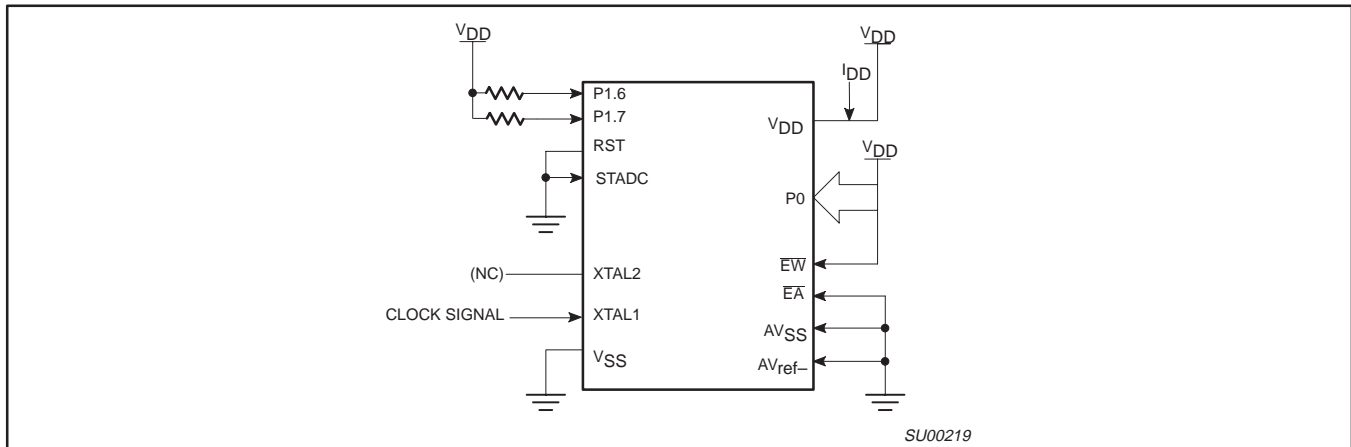 VDD
P1.6
P1.7
RST
STADC
(NC)
XTAL2
CLOCK SIGNAL
XTAL1
VSS
VDD
IDD
VDD
VDD
P0
EW
EA
AVSS
AVref–
SU00219